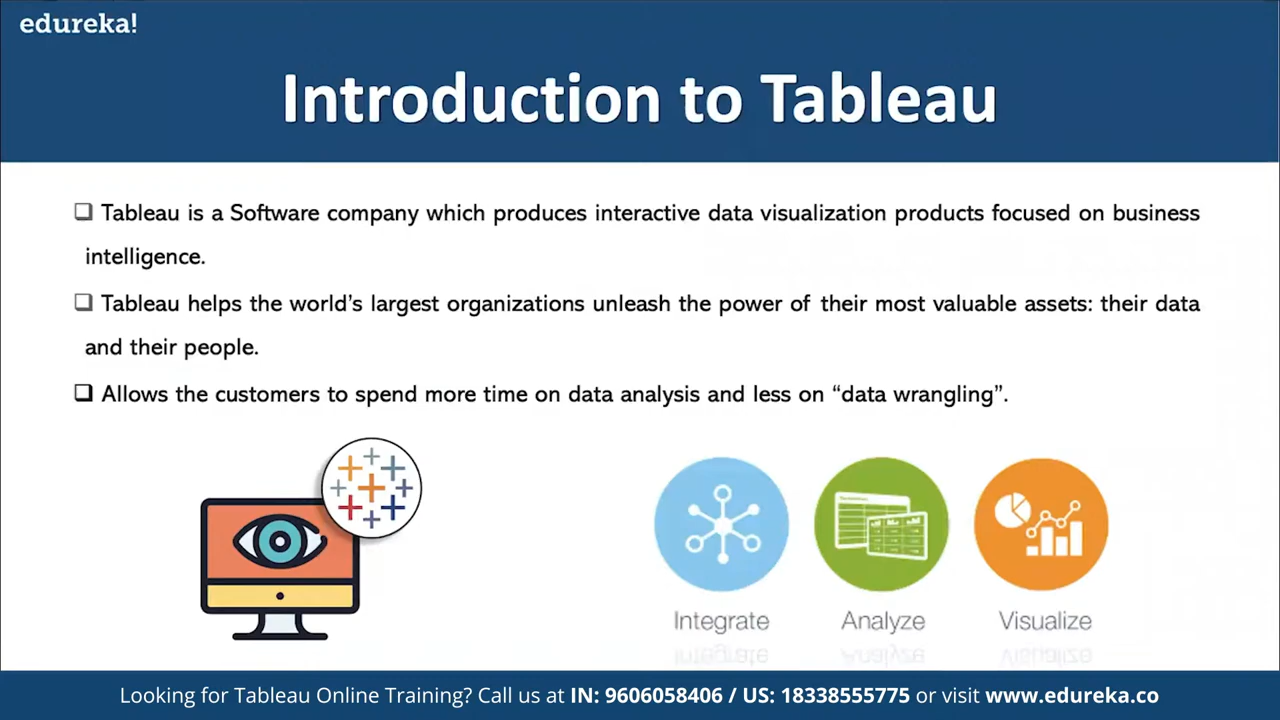 edureka!
Introduction to Tableau
Tableau is a Software company which produces interactive data visualization products focused on business
intelligence.
Tableau helps the world’s largest organizations unleash the power of their most valuable assets: their data
and their people.
Allows the customers to spend more time on data analysis and less on “data wrangling”.
Integrate
Analyze
Visualize
Looking for Tableau Online Training? Call us at IN: 9606058406 / US: 18338555775 or visit www.edureka.co